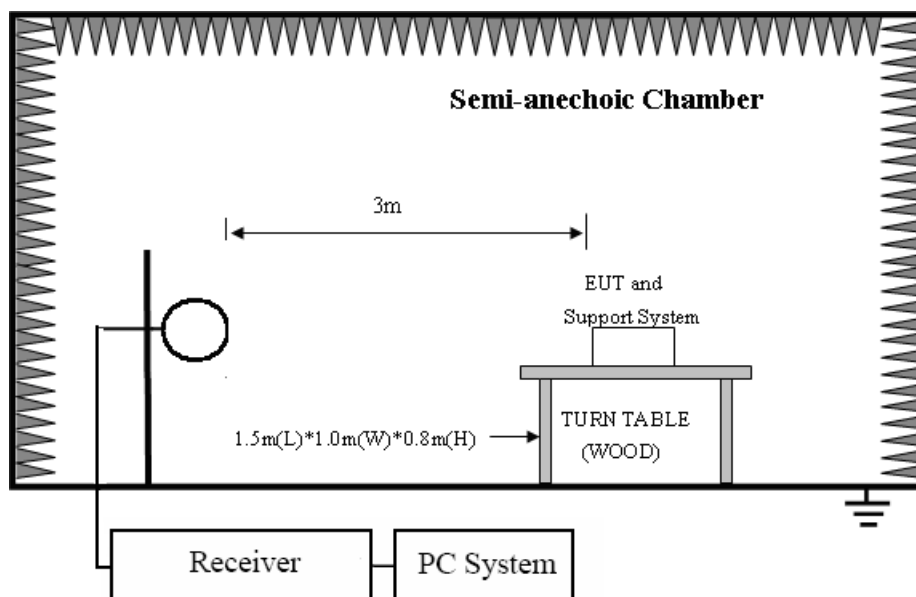 Semi-anechoic Chamber
3m
EUT and
Support System
1.5m(L)*1.0m(W)*0.8m(H)
TURN TABLE
(WOOD)
Receiver
PC System